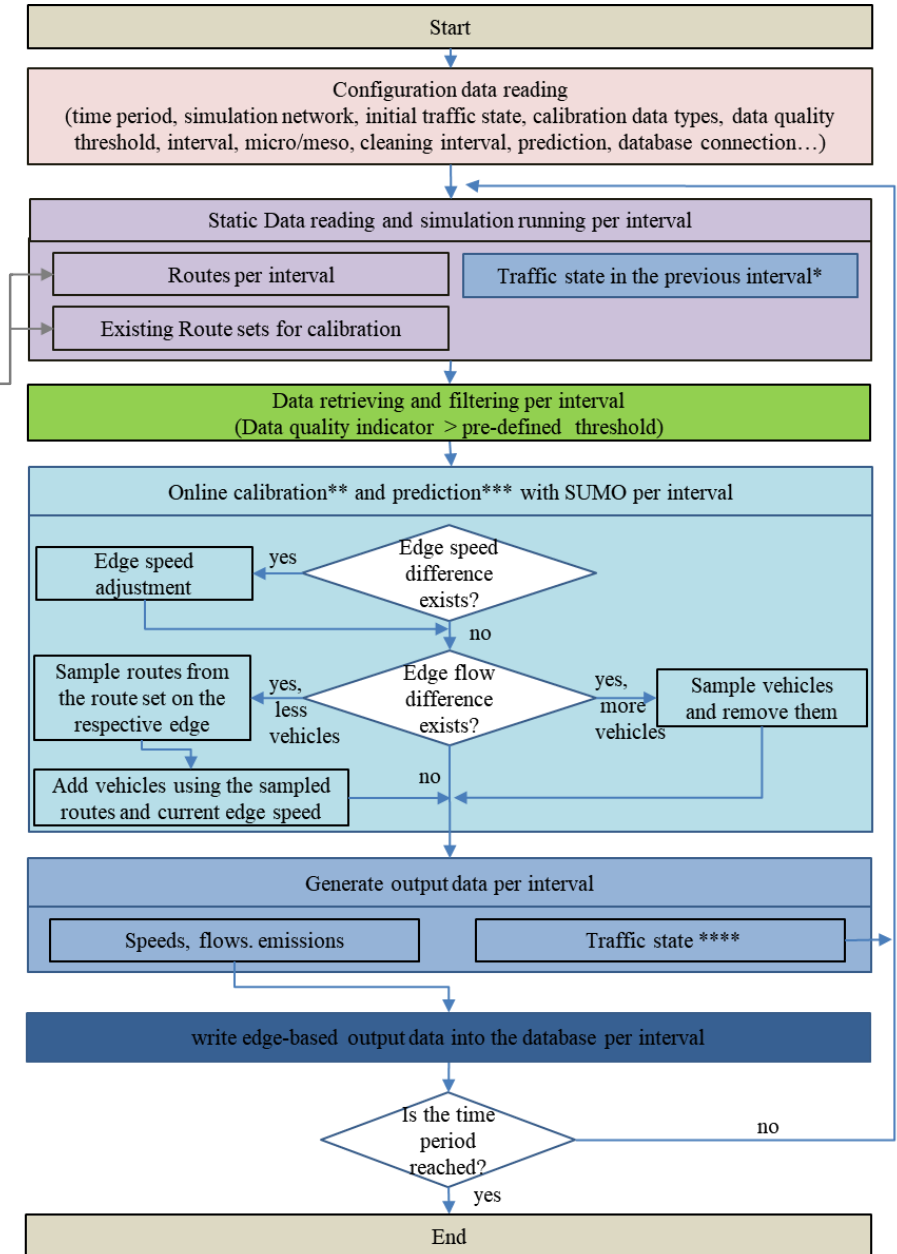 Start
Configuration data reading
(time period, simulation network, initial traffic state, calibration data types, data quality
threshold, interval, micro/meso, cleaning interval, prediction, database connection…)
Static Data reading and simulation running per interval
Routes per interval
Traffic state in the previous interval*
Existing Route sets for calibration
Data retrieving and filtering per interval
(Data quality indicator > pre-defined threshold)
Online calibration** and prediction*** with SUMO per interval
Edge speed
difference
exists?
yes
Edge speed
adjustment
no
Edge flow
difference
exists?
yes,
less
vehicles
Sample routes from
the route set on the
respective edge
yes,
more
vehicles
Sample vehicles
and remove them
no
Add vehicles using the sampled
routes and current edge speed
Generate output data per interval
Speeds, flows. emissions
Traffic state ****
write edge-based output data into the database per interval
Is the time
period
reached?
no
yes
End